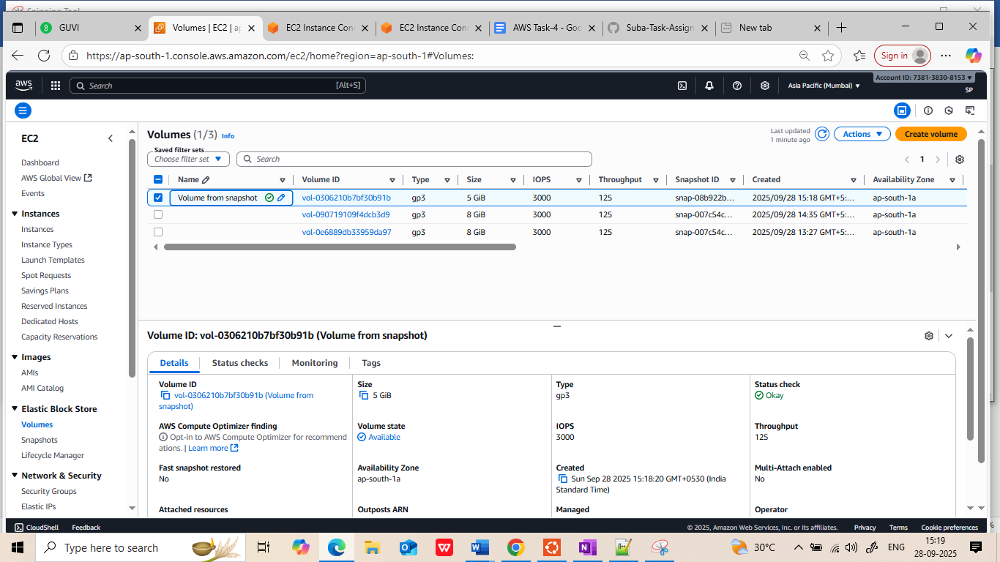 GUVI
Volumes | EC2 | ap
EC2 Instance Con
EC2 Instance Con
AWS Task-4 - Goo
Suba-Task-Assign
New tab
https://ap-south-1.console.aws.amazon.com/ec2/home?region=ap-south-1#Volumes:
Sign in
aws
Search
[Alt+S]
Asia Pacific (Mumbai)
Account ID: 7381-3830-8153
SP
EC2
Dashboard
AWS Global View
Events
Instances
Instances
Instance Types
Launch Templates
Spot Requests
Savings Plans
Reserved Instances
Dedicated Hosts
Capacity Reservations
Images
AMIs
AMI Catalog
Elastic Block Store
Volumes
Snapshots
Lifecycle Manager
Network & Security
Security Groups
Elastic IPs
Volumes (1/3) Info
Last updated
1 minute ago
Actions
Create volume
Saved filter sets
Choose filter set
Search
1
Name Volume ID Type Size IOPS Throughput Snapshot ID Created Availability Zone
Volume from snapshot vol-0306210b7bf30b91b gp3 5 GiB 3000 125 snap-08b922b... 2025/09/28 15:18 GMT+5:... ap-south-1a
vol-090719109f4dcb3d9 gp3 8 GiB 3000 125 snap-007c54c... 2025/09/28 14:35 GMT+5:... ap-south-1a
vol-0e6889db33959da97 gp3 8 GiB 3000 125 snap-007c54c... 2025/09/28 13:27 GMT+5:... ap-south-1a
Volume ID: vol-0306210b7bf30b91b (Volume from snapshot)
Details Status checks Monitoring Tags
Volume ID
vol-0306210b7bf30b91b (Volume from
snapshot)
Size
5 GiB
Type
gp3
Status check
Okay
AWS Compute Optimizer finding
Opt-in to AWS Compute Optimizer for recommend
ations. | Learn more
Volume state
Available
IOPS
3000
Throughput
125
Fast snapshot restored
No
Availability Zone
ap-south-1a
Created
Sun Sep 28 2025 15:18:20 GMT+0530 (India
Standard Time)
Multi-Attach enabled
No
Attached resources
Outposts ARN
Managed
Operator
CloudShell Feedback
© 2025, Amazon Web Services, Inc. or its affiliates. Privacy Terms Cookie preferences
Type here to search
30°C
ENG
15:19
28-09-2025